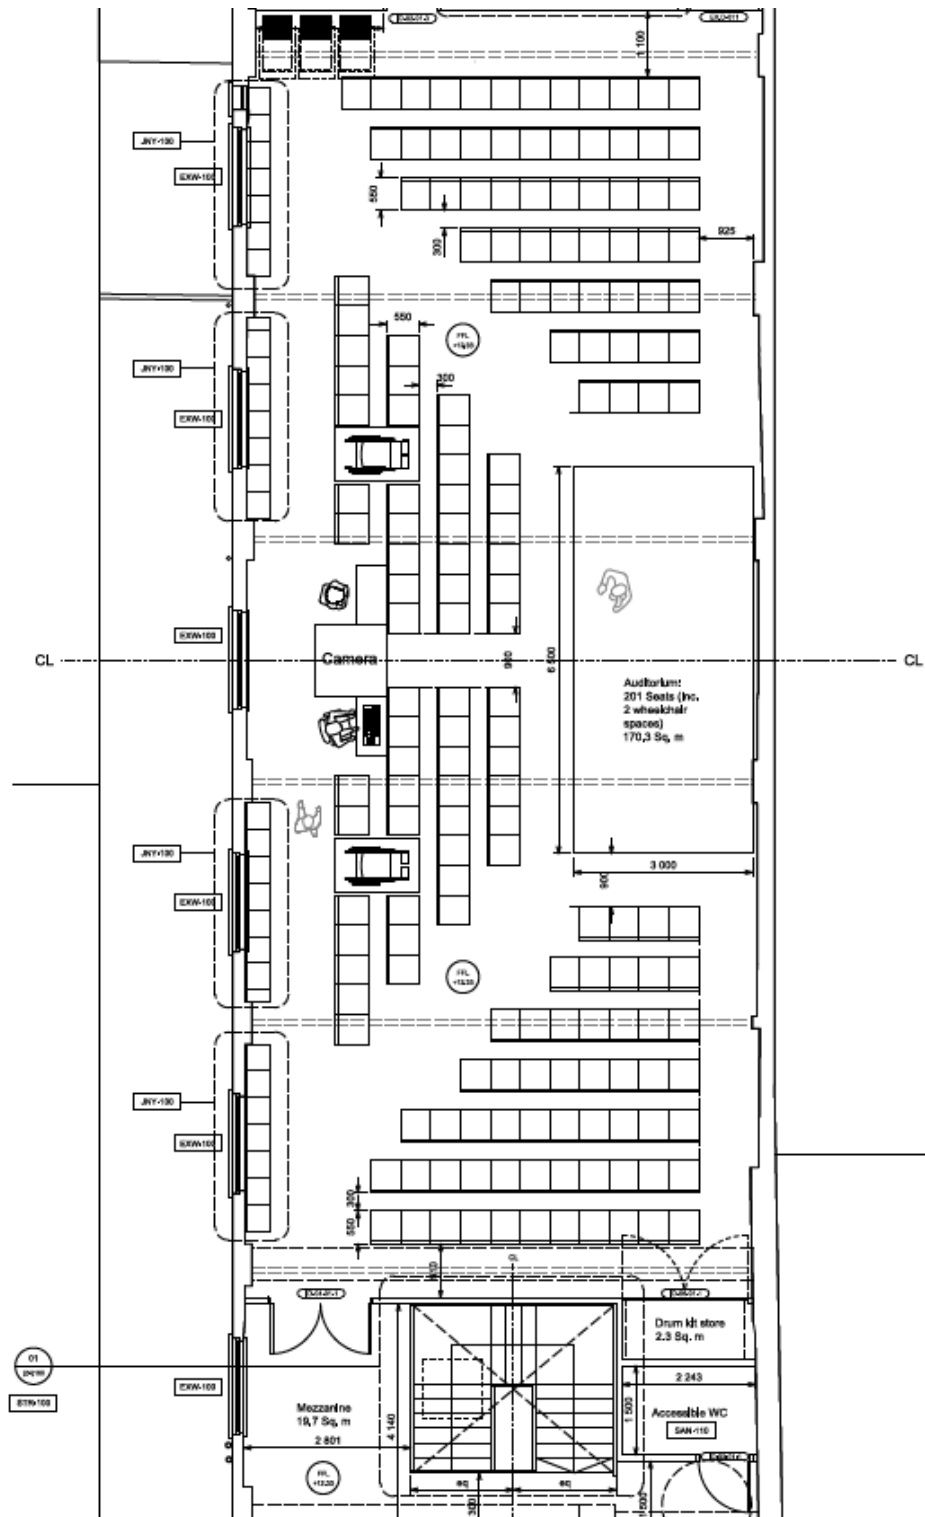 1 100
JNY-100
EXW-100
550
300
925
550
FFL
300
JNY-100
EXW-100
EXW-100
CL
Camera
900
6 500
CL
Auditorium:
201 Seats (inc.
2 wheelchair
spaces)
170,3 Sq. m
JNY-100
3 000
900
EXW-100
FFL
JNY-100
EXW-100
300
550
Drum kit store
2.3 Sq. m
01
STR-100
EXW-100
Mezzanine
19,7 Sq. m
2 801
4 140
2 243
1 500
Accessible WC
SAN-110
FFL
eq
eq
300